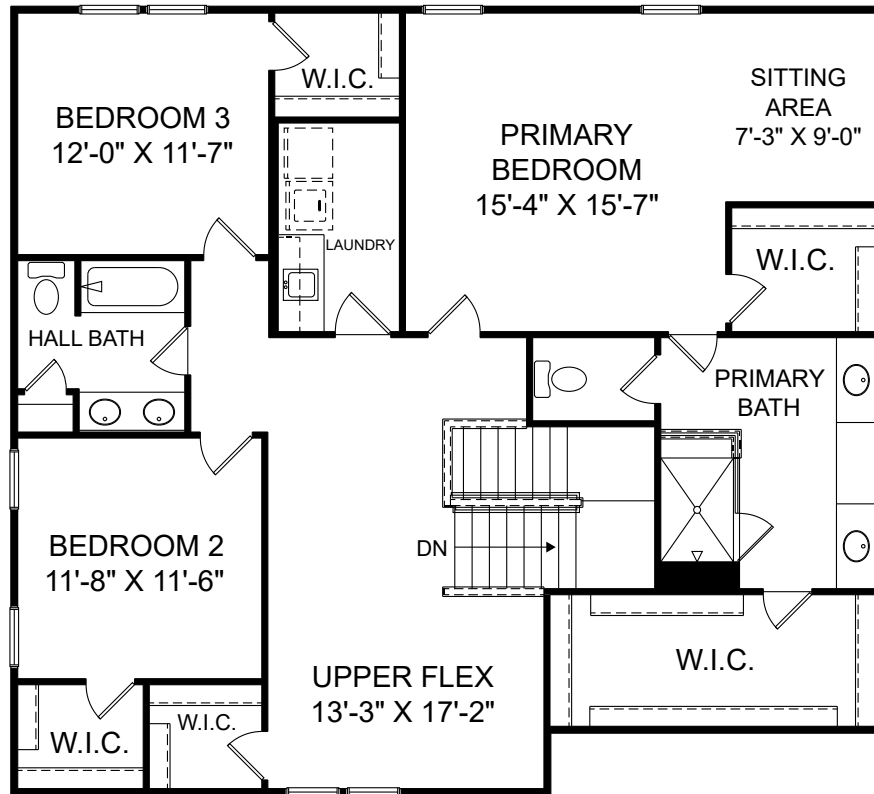 W.I.C.
BEDROOM 3
12'-0" X 11'-7"
SITTING
AREA
7'-3" X 9'-0"
PRIMARY
BEDROOM
15'-4" X 15'-7"
LAUNDRY
W.I.C.
HALL BATH
PRIMARY
BATH
DN
BEDROOM 2
11'-8" X 11'-6"
UPPER FLEX
13'-3" X 17'-2"
W.I.C.
W.I.C.
W.I.C.